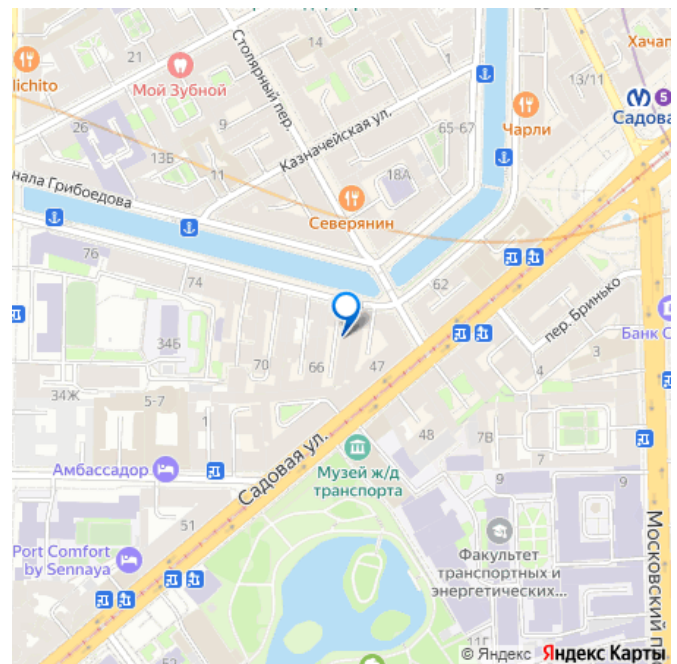 21
14
Хачап
lichito
Мой Зубной
Столярный пер.
13/11
5
Садова
26
9
Казначейская ул.
65-67
Чарли
13Б
11
18А
нала Грибоедова
Северянин
76
74
62
пер. Бринько
Банк С
70
66
47
4
3
34Ж
5-7
1
48
7В
7
Амбассадор
Садовая ул.
Музей ж/д
транспорта
9
9
51
Port Comfort
by Sennaya
Факультет
транспортных и
энергетических...
Московский п
11Г
© Яндекс Яндекс Карты